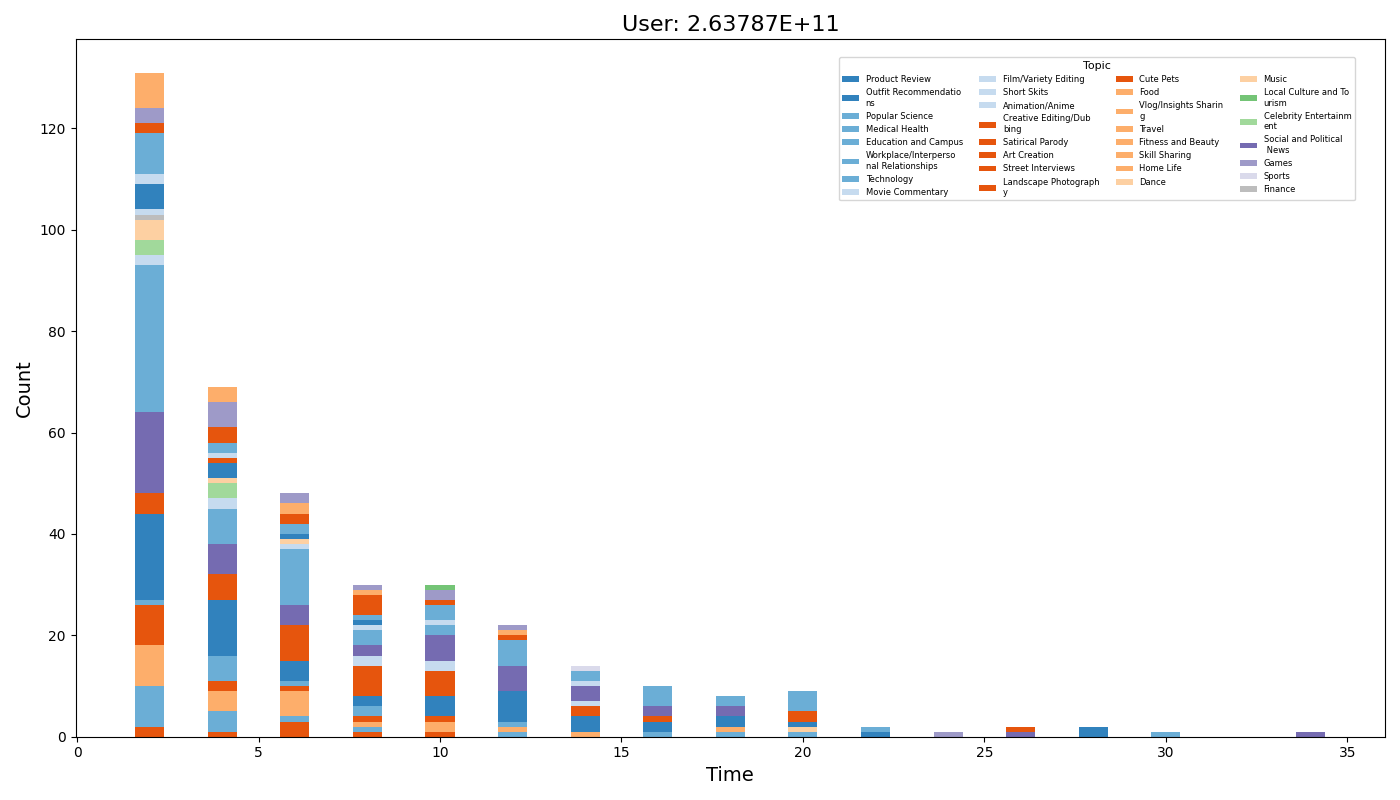 User: 2.63787E+11
Topic
Product Review
Outfit Recommendatio
ns
Popular Science
Medical Health
Education and Campus
Workplace/Interperso
nal Relationships
Technology
Movie Commentary
Film/Variety Editing
Short Skits
Animation/Anime
Creative Editing/Dub
bing
Satirical Parody
Art Creation
Street Interviews
Landscape Photograph
y
Cute Pets
Food
Vlog/Insights Sharin
g
Travel
Fitness and Beauty
Skill Sharing
Home Life
Dance
Music
Local Culture and To
urism
Celebrity Entertainm
ent
Social and Political
News
Games
Sports
Finance
Count
120
100
80
60
40
20
0
0 5 10 15 20 25 30 35
Time